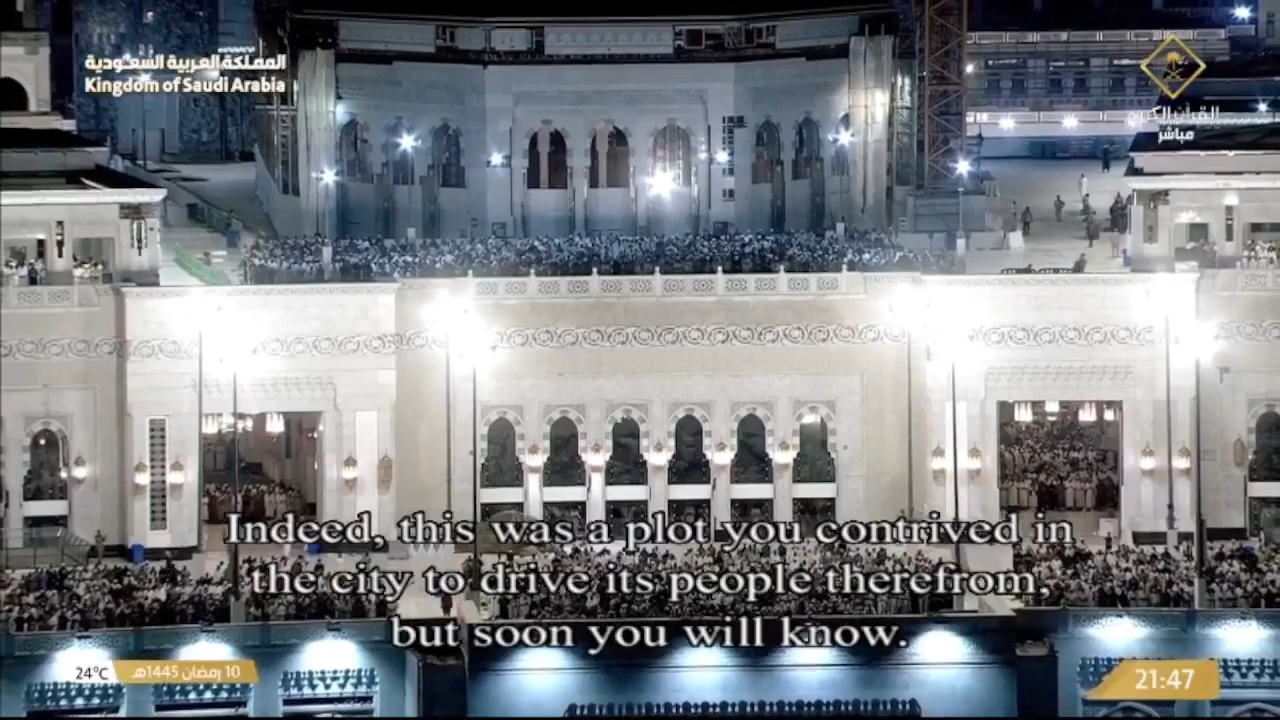 المملكة العربية السعودية
Kingdom of Saudi Arabia
القرآن الكريم
مباشر
Indeed, this was a plot you contrived in
the city to drive its people therefrom,
but soon you will know.
24°C
10 رمضان 1445هـ
21:47